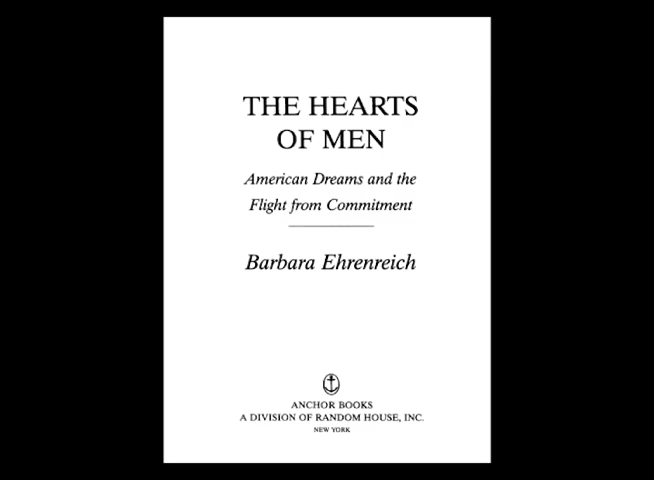 THE HEARTS
OF MEN
American Dreams and the
Flight from Commitment
Barbara Ehrenreich
ANCHOR BOOKS
A DIVISION OF RANDOM HOUSE, INC.
NEW YORK